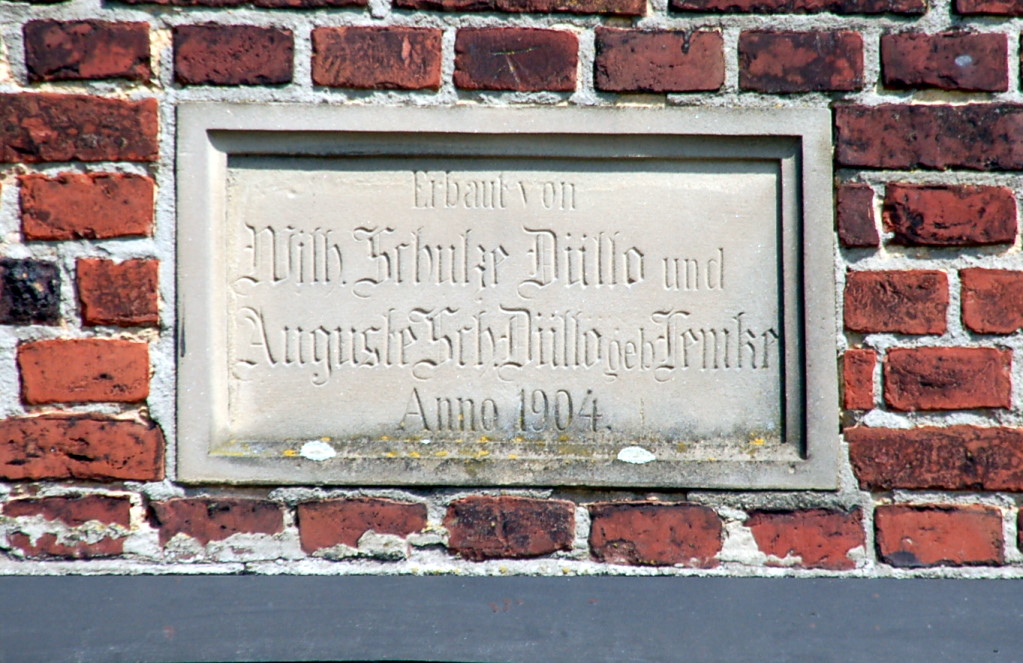 Erbaut von
Wilh. Schulze Düllo und
Auguste Sch. Düllo geb. Lemke
Anno 1904.